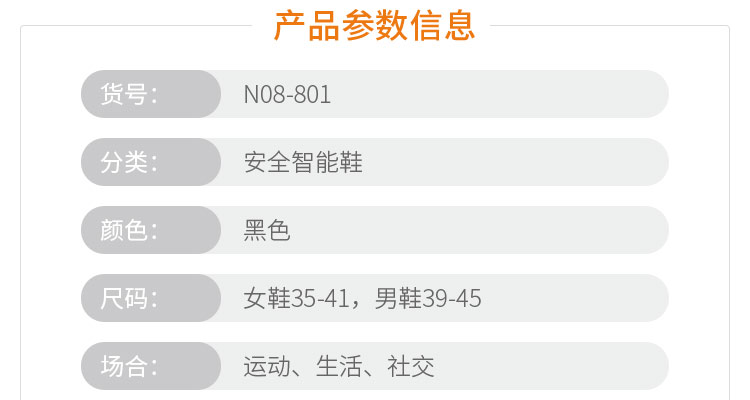 产品参数信息
货号： N08-801
分类： 安全智能鞋
颜色： 黑色
尺码： 女鞋35-41，男鞋39-45
场合： 运动、生活、社交